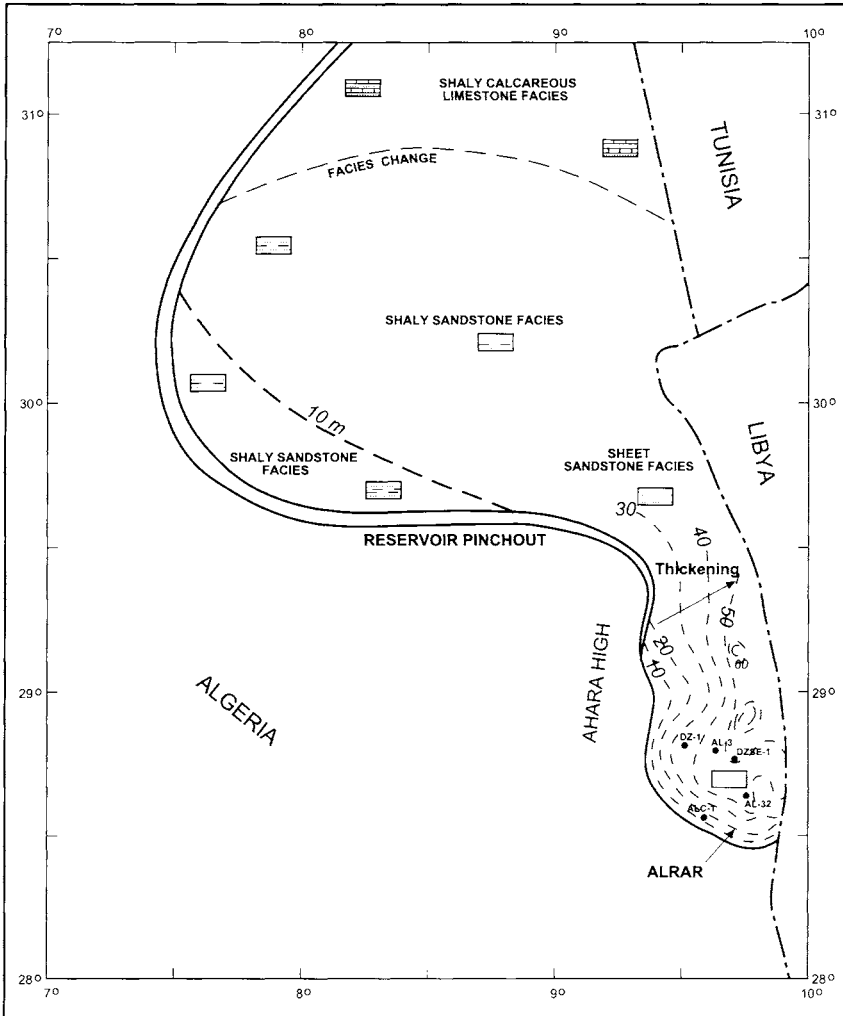 7° 8° 9° 10°
31° 31°
SHALY CALCAREOUS
LIMESTONE FACIES
TUNISIA
FACIES CHANGE
SHALY SANDSTONE FACIES
30° 30°
10 m
LIBYA
SHALY SANDSTONE
FACIES
SHEET
SANDSTONE FACIES
30
40
RESERVOIR PINCHOUT
Thickening
50
20
10
60
AHARA HIGH
ALGERIA
29° 29°
DZ-1
AL-3
DZSE-1
AL-32
ALC-1
ALRAR
28° 28°
7° 8° 9° 10°